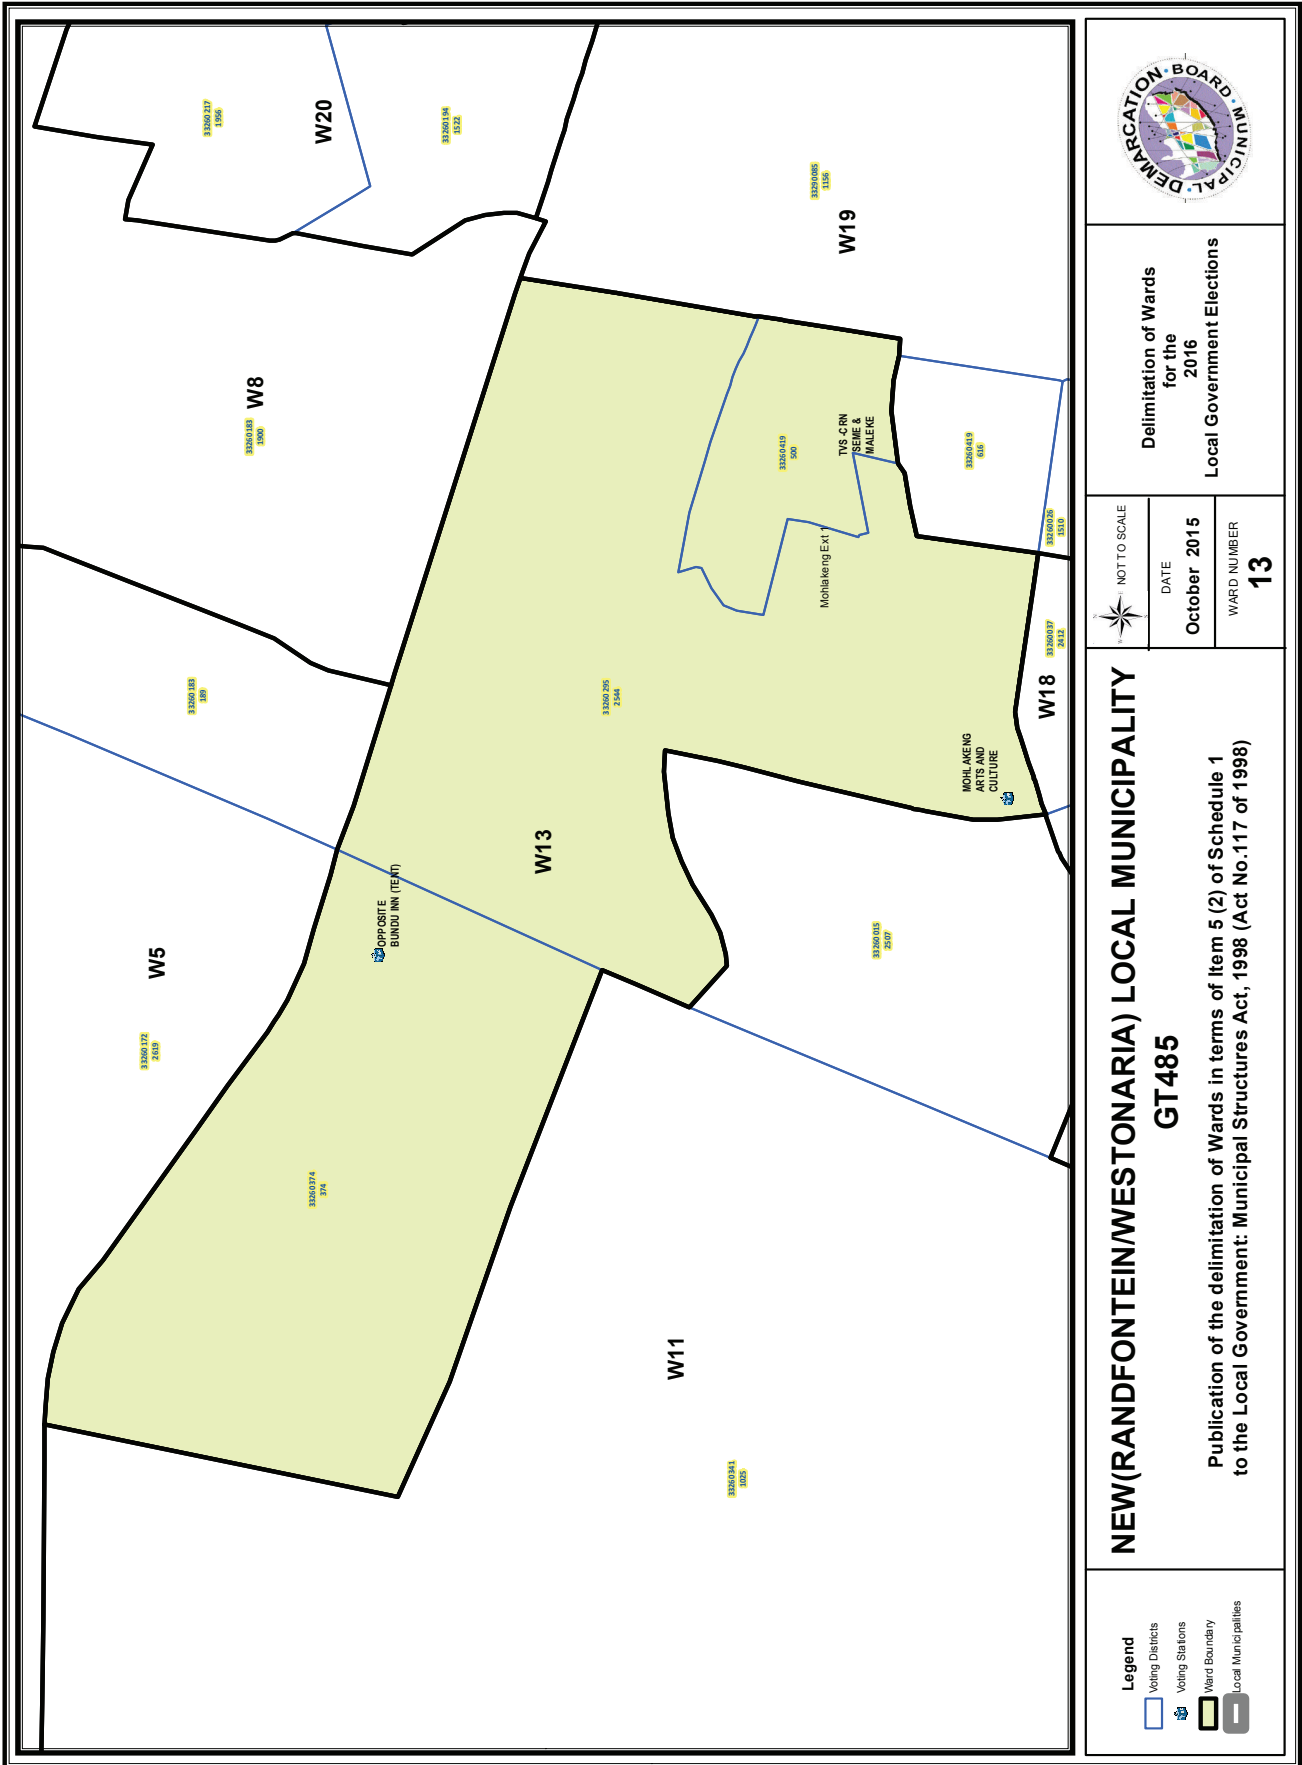 33260217
1956
W20
33260194
1522
33290085
1156
W19
W8
33260183
1900
33260419
500
TVS -CRN
SEME &
MALEKE
33260419
616
33260026
1510
Mohlakeng Ext 1
33260183
189
33260295
2544
33260037
2412
W18
MOHLAKENG
ARTS AND
CULTURE
W13
OPPOSITE
BUNDU INN (TENT)
W5
33260172
2619
33260015
2507
33260374
374
W11
33260341
1025
Legend
Voting Districts
Voting Stations
Ward Boundary
Local Municipalities
NEW(RANDFONTEIN/WESTONARIA) LOCAL MUNICIPALITY
GT485
Publication of the delimitation of Wards in terms of Item 5 (2) of Schedule 1
to the Local Government: Municipal Structures Act, 1998 (Act No.117 of 1998)
NOT TO SCALE
DATE
October 2015
WARD NUMBER
13
Delimitation of Wards
for the
2016
Local Government Elections
MUNICIPAL • DEMARCATION • BOARD •